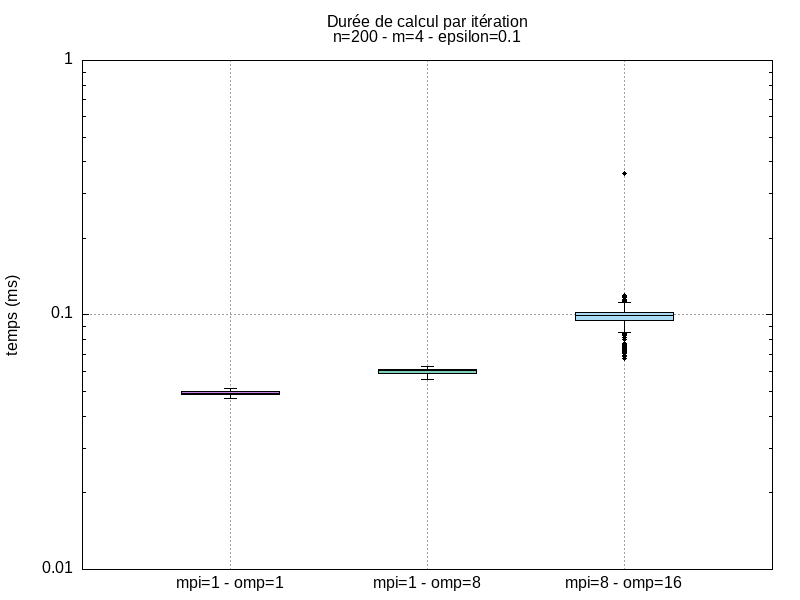 Durée de calcul par itération
n=200 - m=4 - epsilon=0.1
1
0.1
0.01
temps (ms)
mpi=1 - omp=1
mpi=1 - omp=8
mpi=8 - omp=16